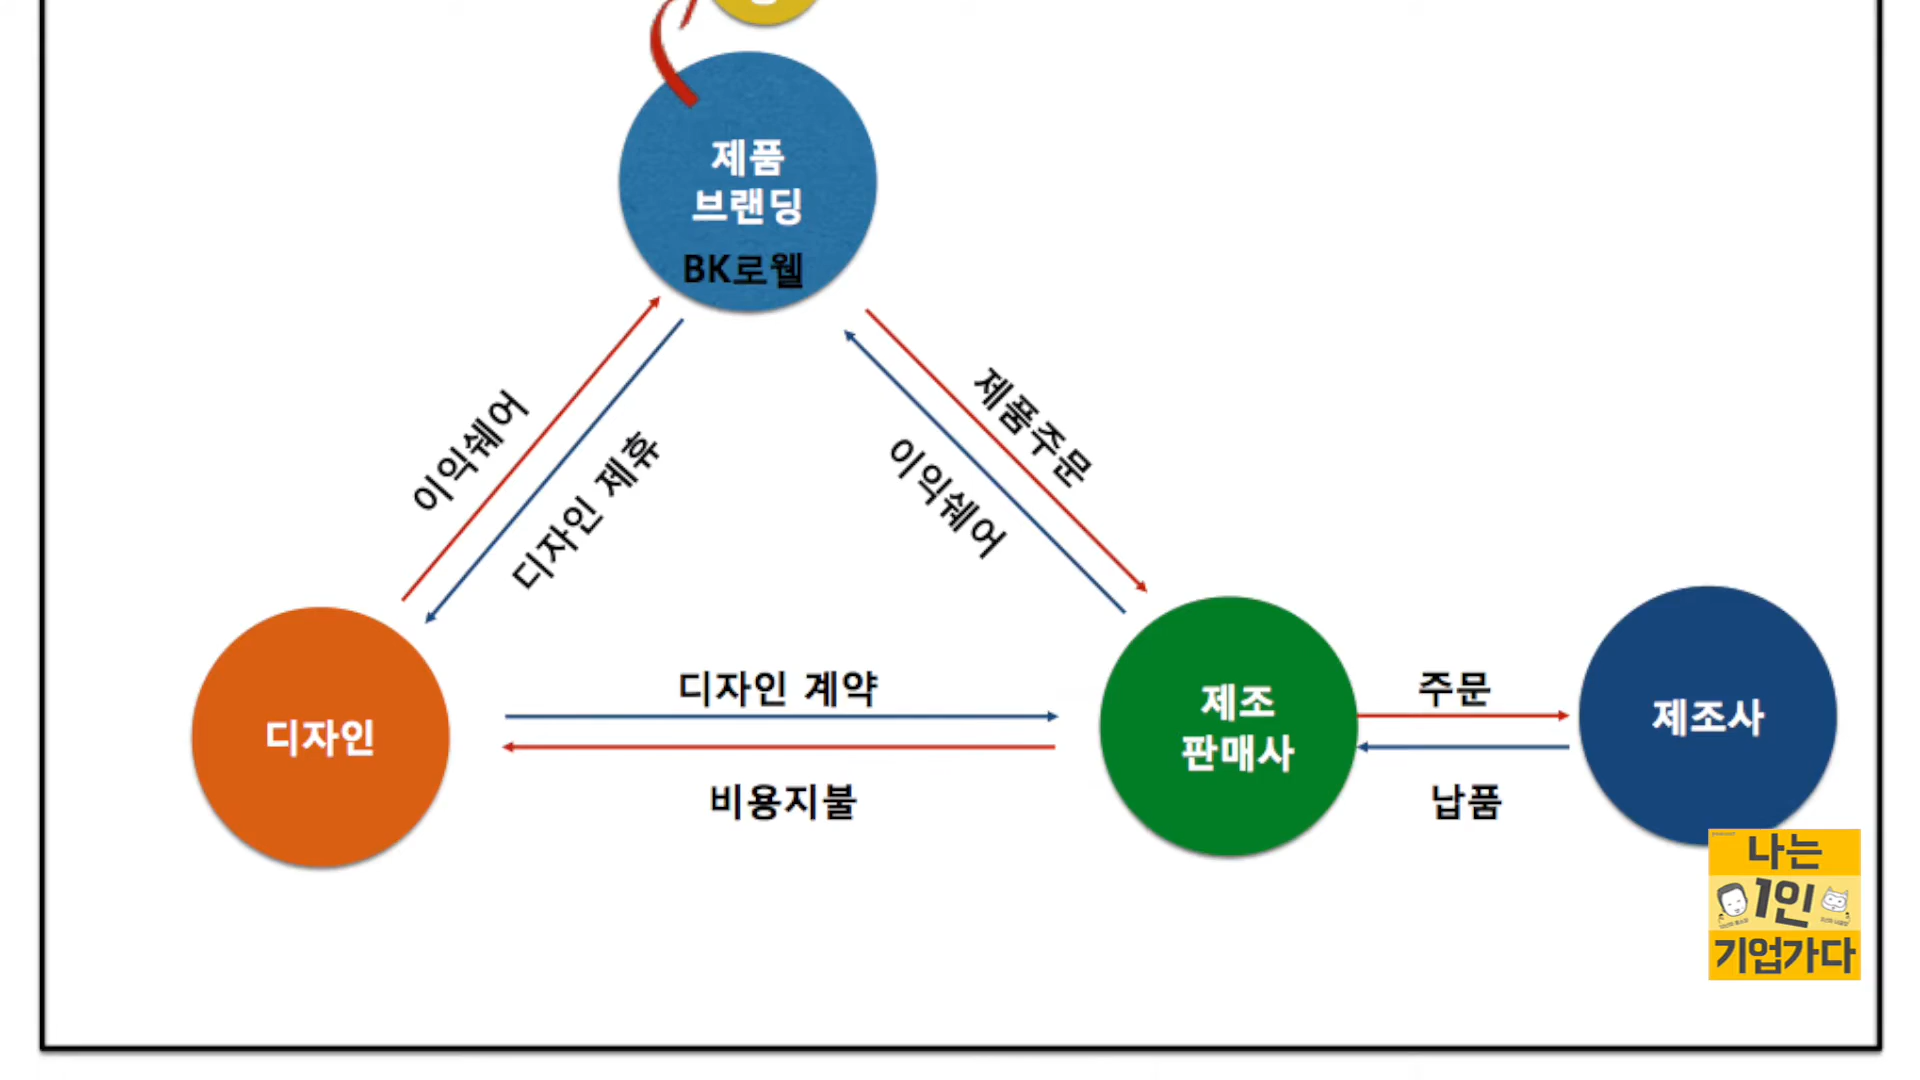 제품
브랜딩
BK로웰
이익쉐어
디자인 제휴
제품주문
이익쉐어
디자인
디자인 계약
비용지불
제조
판매사
주문
납품
제조사
나는
1인
기업가다